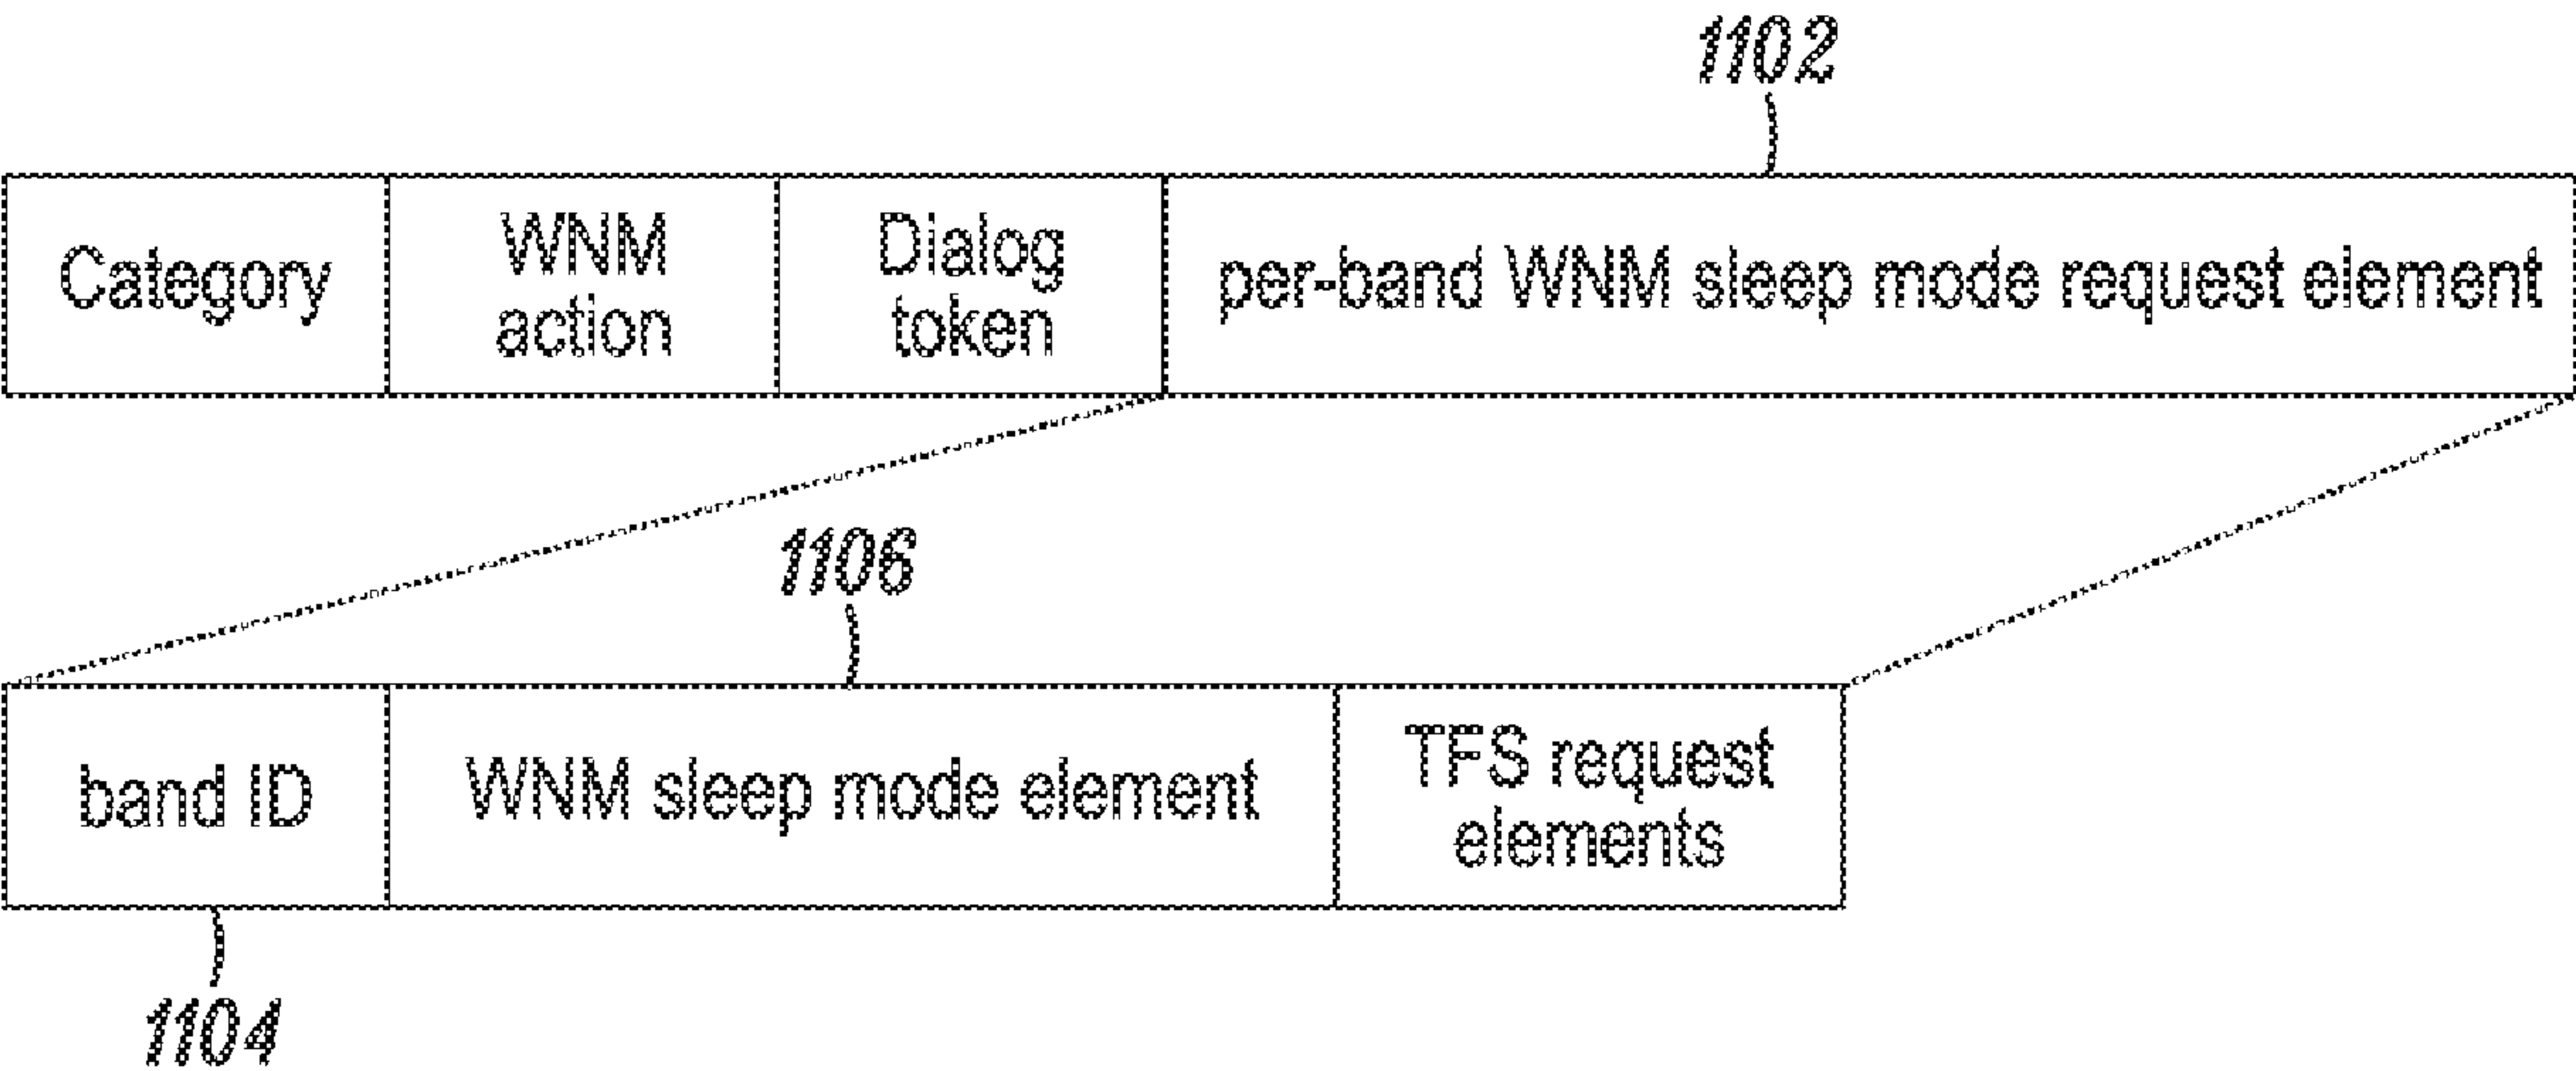 1102
Category
WNM
action
Dialog
token
per-band WNM sleep mode request element
1106
band ID
WNM sleep mode element
TFS request
elements
1104